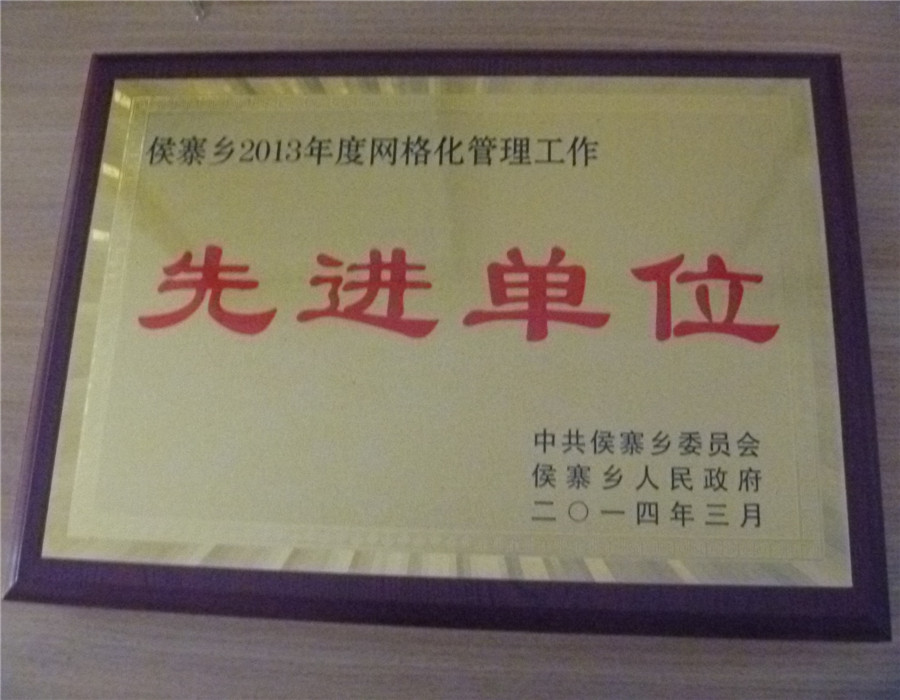 侯寨乡2013年度网格化管理工作
先进单位
中共侯寨乡委员会
侯寨乡人民政府
二〇一四年三月